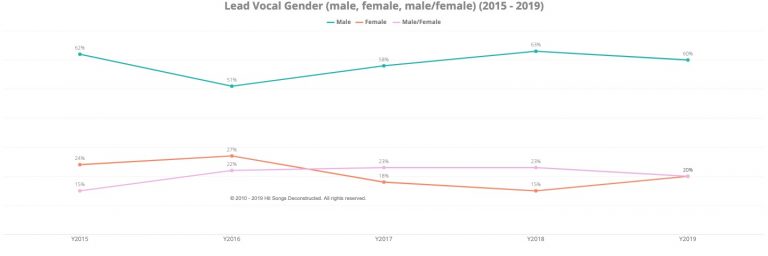 Lead Vocal Gender (male, female, male/female) (2015 - 2019)
Male Female Male/Female
62% 51% 58% 63% 60%
24% 27% 18% 15% 20%
15% 22% 23% 23%
© 2010 - 2019 Hit Songs Deconstructed. All rights reserved.
Y2015 Y2016 Y2017 Y2018 Y2019